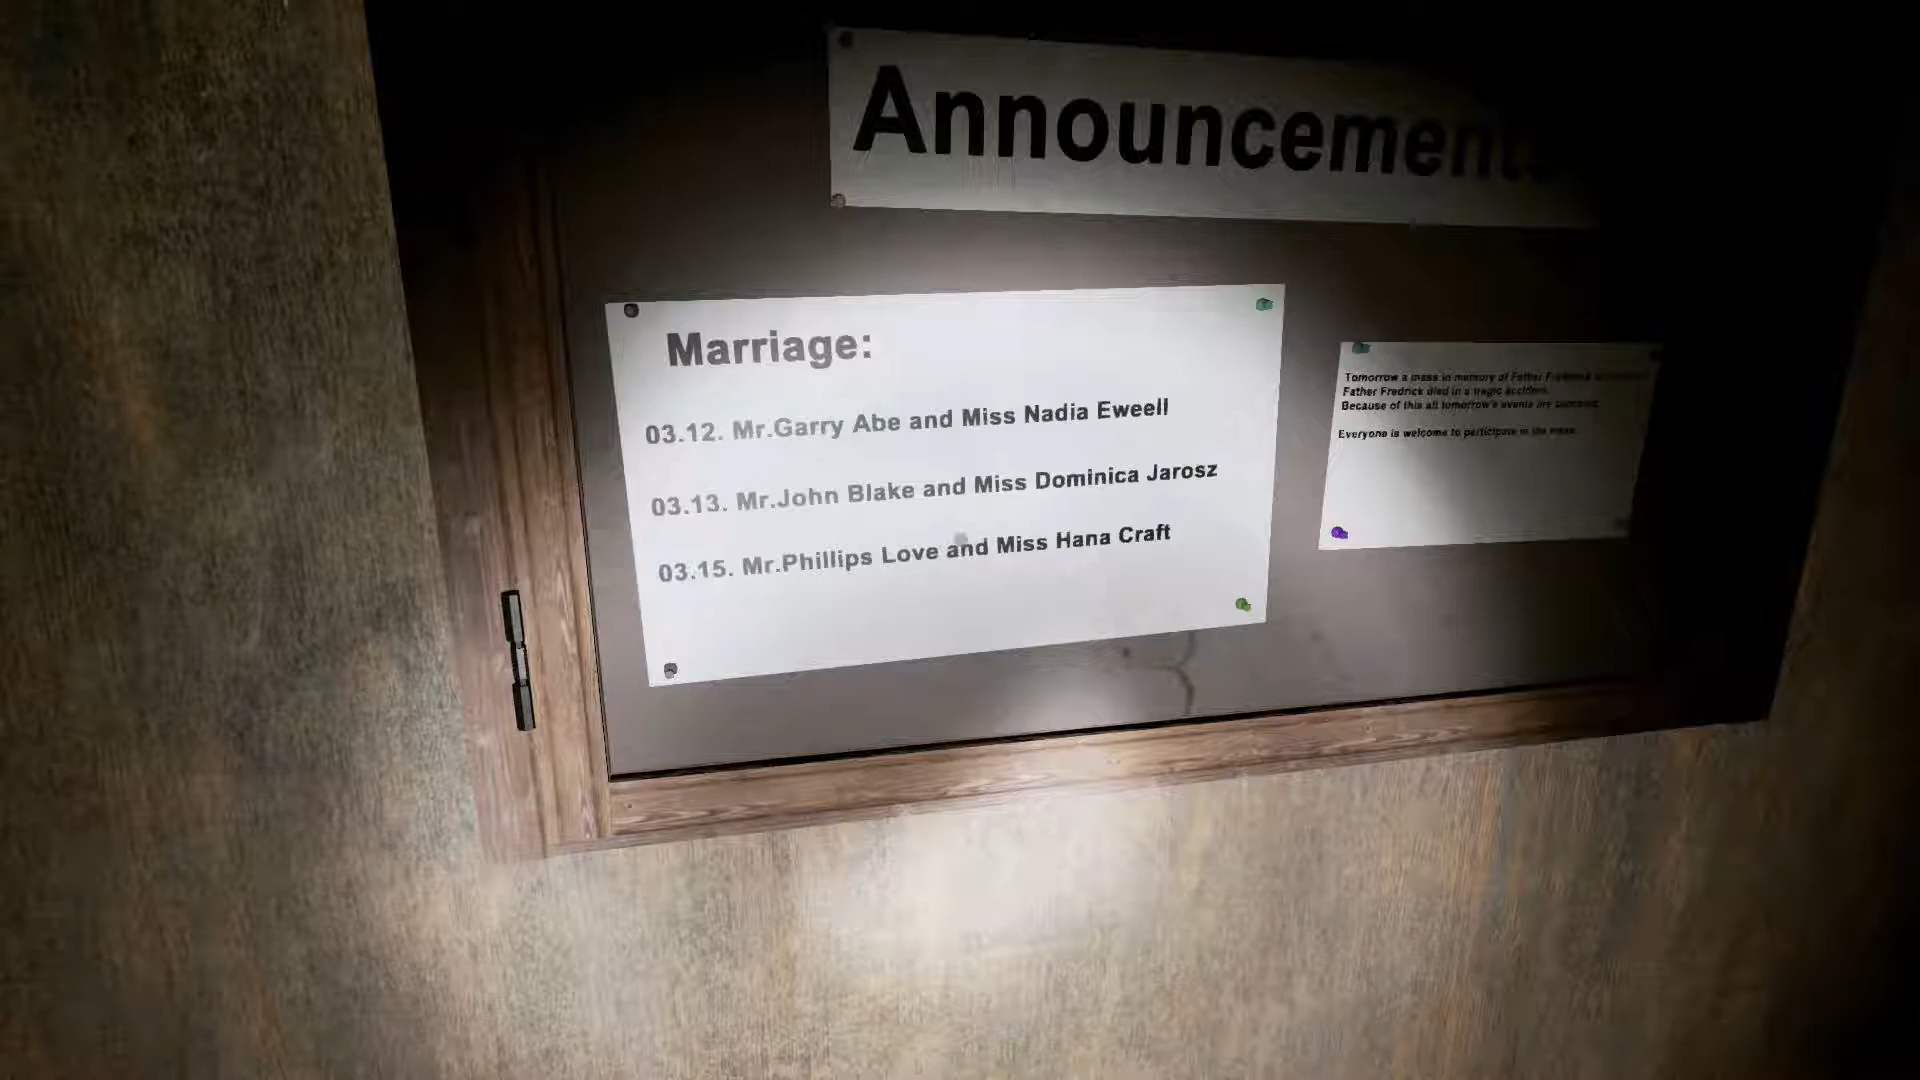 Announcements
Marriage:
03.12. Mr.Garry Abe and Miss Nadia Eweell
03.13. Mr.John Blake and Miss Dominica Jarosz
03.15. Mr.Phillips Love and Miss Hana Craft
Tomorrow a mass in memory of Father
Father Fredrick died in a tragic accident.
Because of this all tomorrow's events are
Everyone is welcome to participate in the mass.